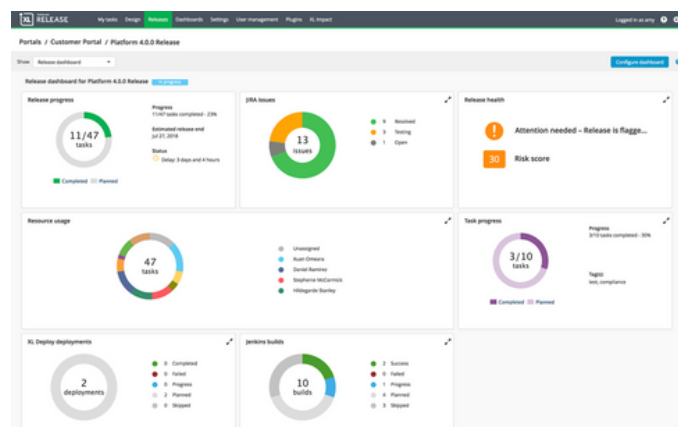 XL RELEASE
My tasks Design Releases Dashboards Settings User management Plugins XL Impact
Logged in as amy
Portals / Customer Portal / Platform 4.0.0 Release
Show Release dashboard
Configure dashboard
Release dashboard for Platform 4.0.0 Release In progress
Release progress
11/47
tasks
Progress
11/47 tasks completed - 23%
Estimated release end
Jul 27, 2018
Status
Delay: 3 days and 4 hours
Completed Planned
JIRA issues
13
issues
9 Resolved
3 Testing
1 Open
Release health
Attention needed – Release is flagge...
30 Risk score
Resource usage
47
tasks
Unassigned
Xuan Omeara
Daniel Ramirez
Stephenie McCormick
Hildegarde Stanley
Task progress
3/10
tasks
Progress
3/10 tasks completed - 30%
Tag(s)
test, compliance
Completed Planned
XL Deploy deployments
2
deployments
0 Completed
0 Failed
0 Progress
2 Planned
0 Skipped
Jenkins builds
10
builds
2 Success
0 Failed
1 Progress
4 Planned
3 Skipped